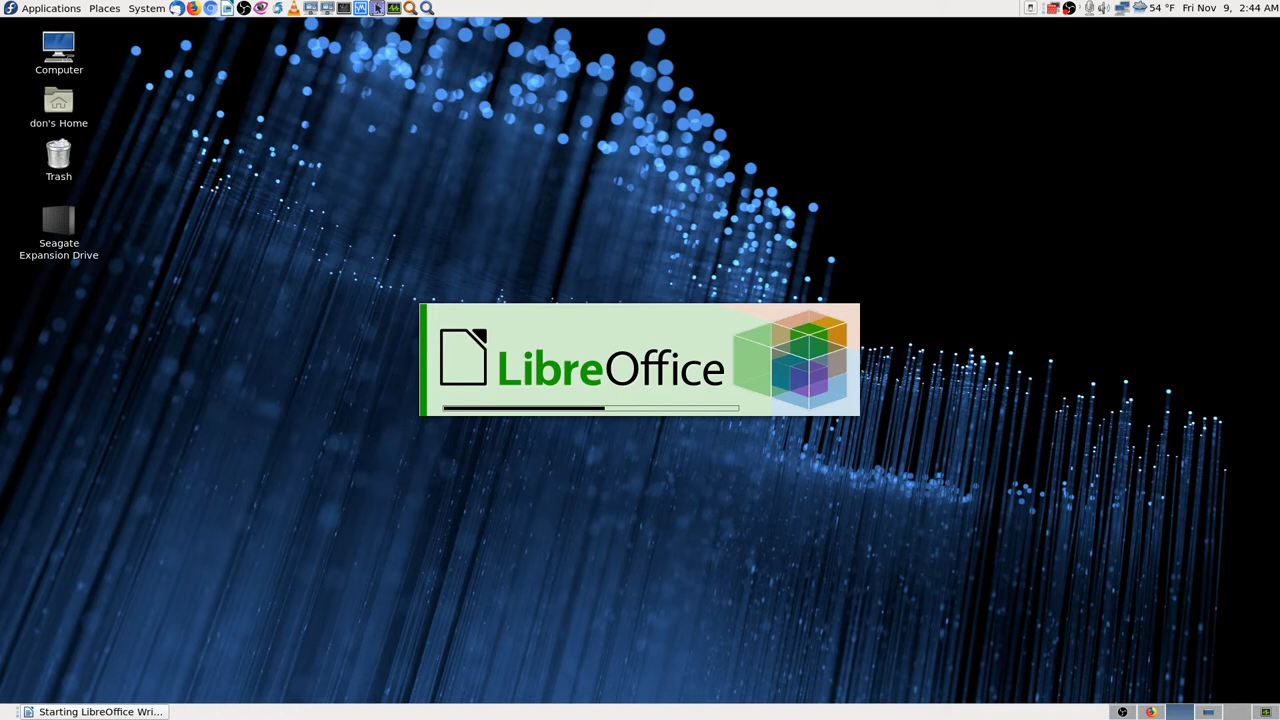 Applications Places System
54 °F Fri Nov 9, 2:44 AM
Computer
don's Home
Trash
Seagate
Expansion Drive
LibreOffice
Starting LibreOffice Wri...